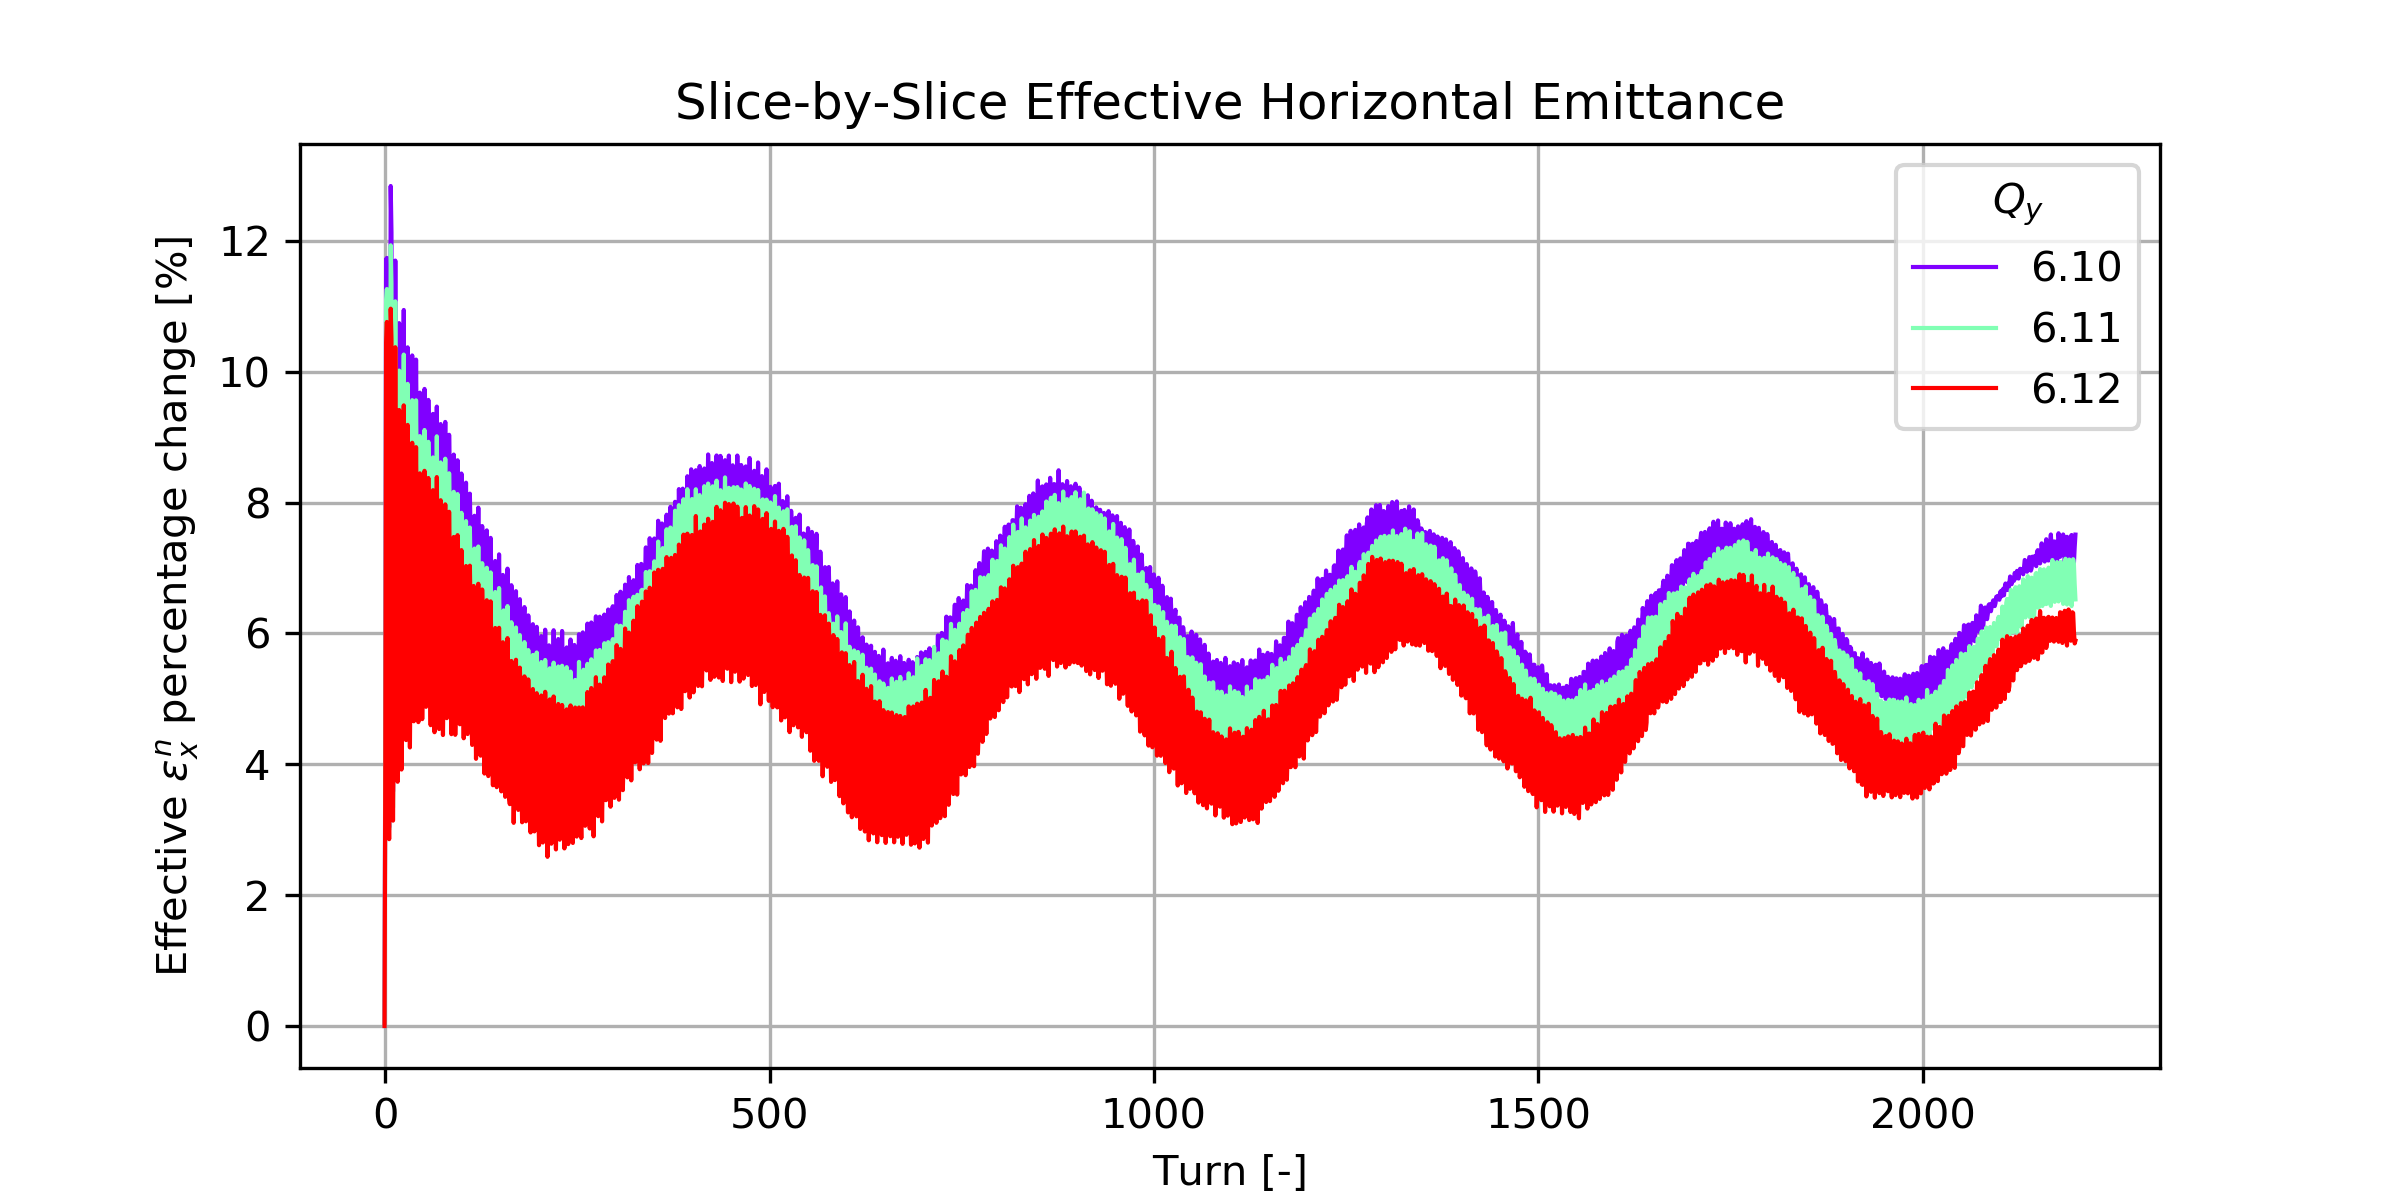 Slice-by-Slice Effective Horizontal Emittance
Effective εₓⁿ percentage change [%]
12
10
8
6
4
2
0
Q_y
6.10
6.11
6.12
0 500 1000 1500 2000
Turn [-]